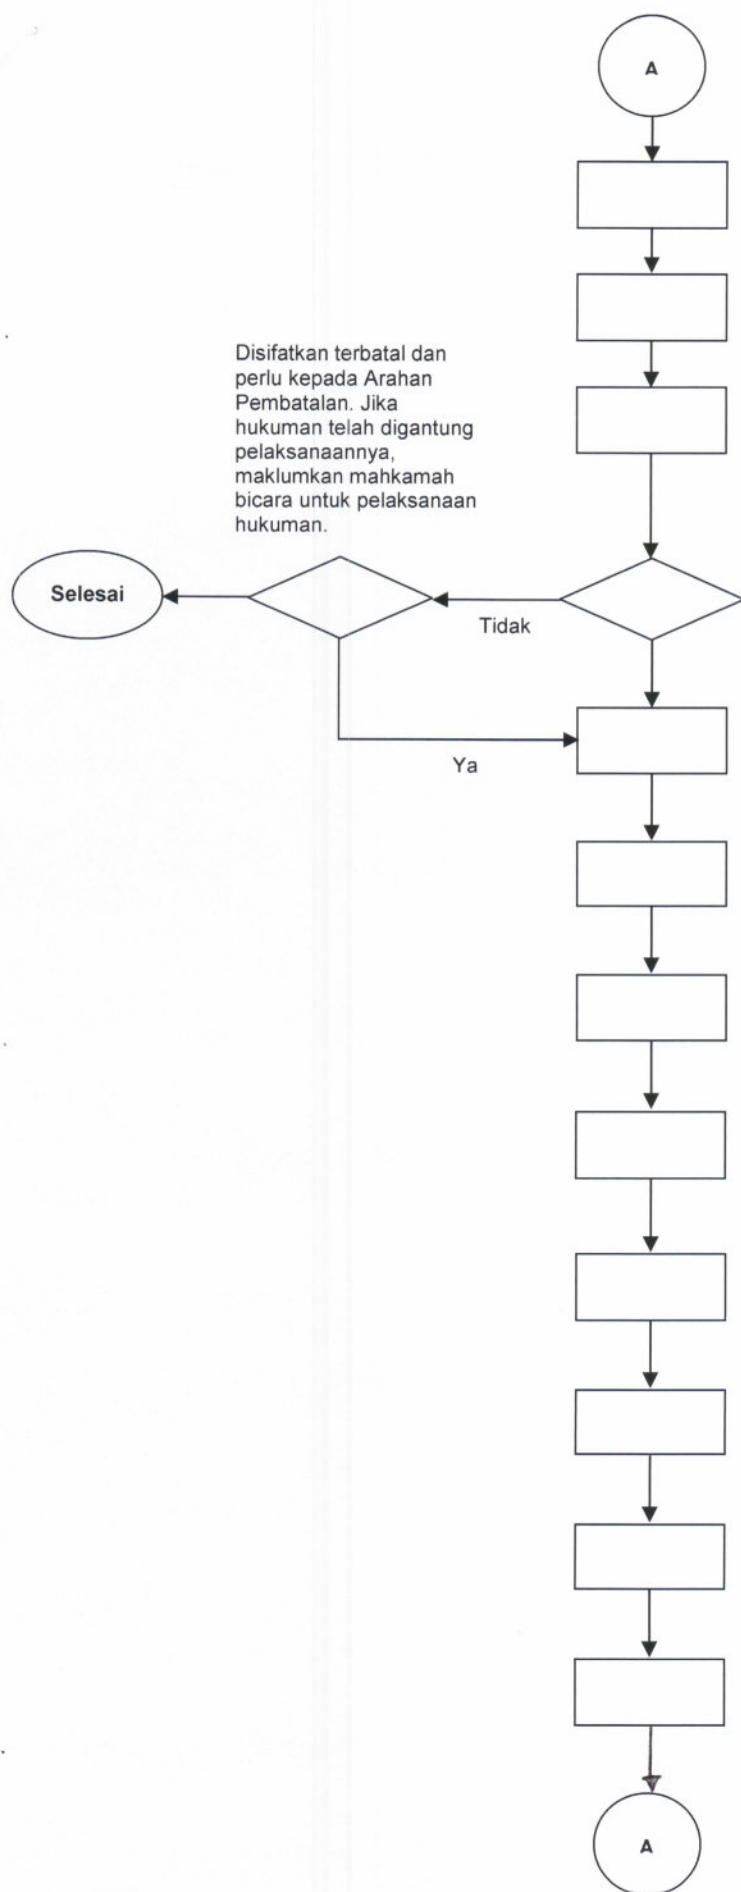 A
Disifatkan terbatal dan
perlu kepada Arahan
Pembatalan. Jika
hukuman telah digantung
pelaksanaannya,
maklumkan mahkamah
bicara untuk pelaksanaan
hukuman.
Selesai
Tidak
Ya
A